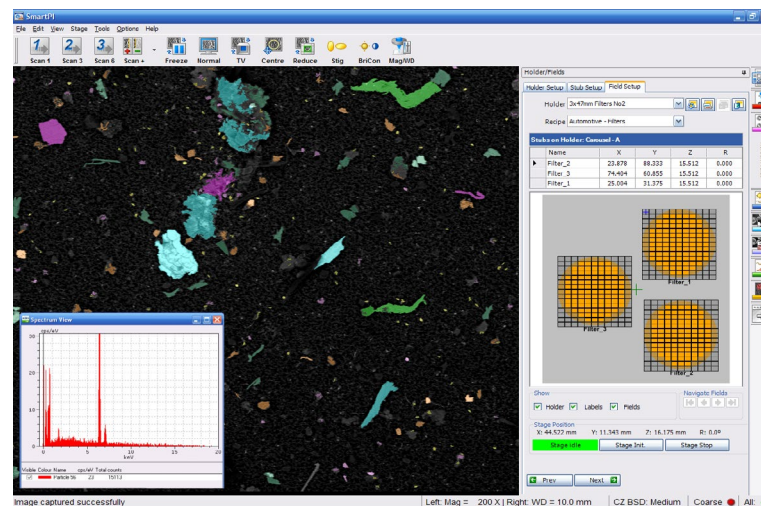 SmartPI
File Edit View Stage Tools Options Help
1 2 3
Scan 1 Scan 3 Scan 6 Scan + Freeze Normal TV Centre Reduce Stig BriCon Mag/WD
Holder/Fields
Holder Setup Stub Setup Field Setup
Holder 3x47mm Filters No2
Recipe Automotive - Filters
Stubs on Holder: Carousel - A
Name X Y Z R
Filter_2 23.878 88.333 15.512 0.000
Filter_3 74.404 60.855 15.512 0.000
Filter_1 25.004 31.375 15.512 0.000
Filter_1
Filter_3
Filter_2
Spectrum View
cps/eV
30
20
10
0
0 5 10 15 20
keV
Visible Colour Name cps/eV Total counts
Particle 56 23 15113
Show
Holder Labels Fields
Navigate Fields
Stage Position
X: 44.522 mm Y: 11.343 mm Z: 16.175 mm R: 0.0º
Stage Idle Stage Init. Stage Stop
Prev Next
Image captured successfully
Left: Mag = 200 X | Right: WD = 10.0 mm CZ BSD: Medium Coarse All: